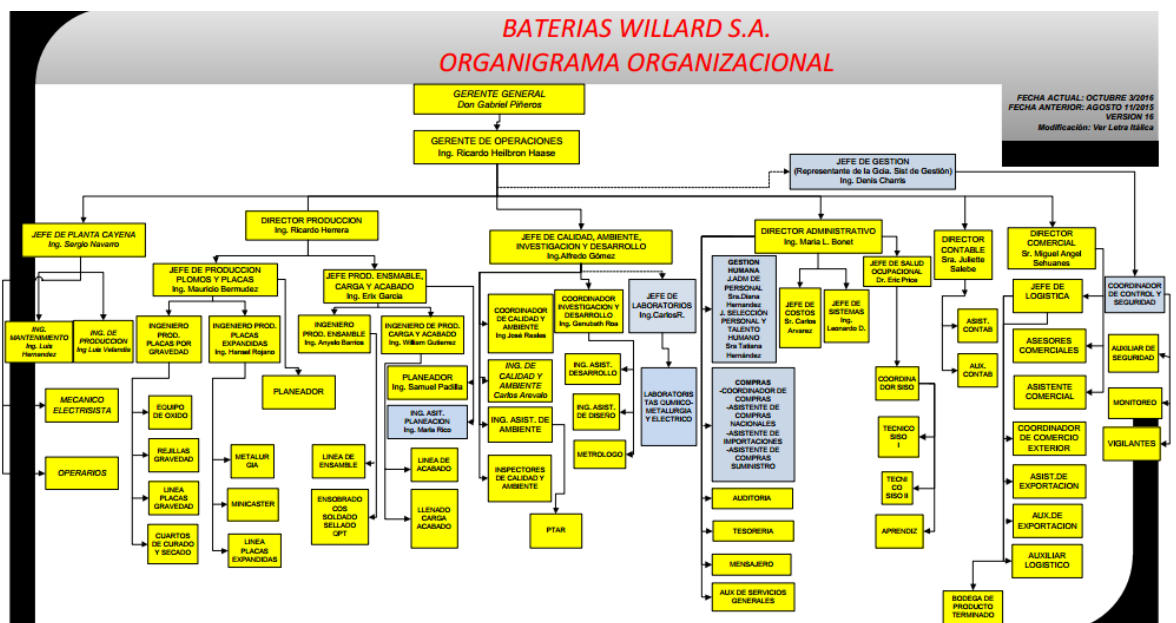 BATERIAS WILLARD S.A.
ORGANIGRAMA ORGANIZACIONAL
FECHA ACTUAL: OCTUBRE 3/2016
FECHA ANTERIOR: AGOSTO 11/2015
VERSION 16
Modificación: Ver Letra Itálica
GERENTE GENERAL
Don Gabriel Piñeros
GERENTE DE OPERACIONES
Ing. Ricardo Heilbron Haase
JEFE DE GESTION
(Representante de la Gcia. Sist de Gestión)
Ing. Denis Charris
JEFE DE PLANTA CAYENA
Ing. Sergio Navarro
DIRECTOR PRODUCCION
Ing. Ricardo Herrera
JEFE DE CALIDAD, AMBIENTE,
INVESTIGACION Y DESARROLLO
Ing.Alfredo Gómez
DIRECTOR ADMINISTRATIVO
Ing. Maria L. Bonet
DIRECTOR
CONTABLE
Sra. Juliette
Salebe
DIRECTOR
COMERCIAL
Sr. Miguel Angel
Sehuanes
JEFE DE PRODUCCION
PLOMOS Y PLACAS
Ing. Mauricio Bermudez
JEFE PROD. ENSMABLE,
CARGA Y ACABADO
Ing. Erix Garcia
ING.
MANTENIMIENTO
Ing. Luis
Hernandez
ING. DE
PRODUCCION
Ing Luis Velandia
MECANICO
ELECTRISISTA
OPERARIOS
INGENIERO
PROD.
PLACAS POR
GRAVEDAD
INGENIERO PROD.
PLACAS
EXPANDIDAS
Ing. Hansel Rojano
PLANEADOR
EQUIPO
DE OXIDO
REJILLAS
GRAVEDAD
LINEA
PLACAS
GRAVEDAD
CUARTOS
DE CURADO
Y SECADO
METALUR
GIA
MINICASTER
LINEA
PLACAS
EXPANDIDAS
INGENIERO
PROD. ENSAMBLE
Ing. Anyelo Barrios
INGENIERO DE PROD.
CARGA Y ACABADO
Ing. William Gutierrez
PLANEADOR
Ing. Samuel Padilla
ING. ASIT.
PLANEACION
Ing. Maria Rico
LINEA DE
ENSAMBLE
ENSOBRADO
COS
SOLDADO
SELLADO
QPT
LINEA DE
ACABADO
LLENADO
CARGA
ACABADO
COORDINADOR
DE CALIDAD Y
AMBIENTE
Ing José Reales
ING. DE
CALIDAD Y
AMBIENTE
Carlos Arevalo
ING. ASIST. DE
AMBIENTE
INSPECTORES
DE CALIDAD Y
AMBIENTE
PTAR
COORDINADOR
INVESTIGACION Y
DESARROLLO
Ing. Genubath Ros
ING. ASIST.
DESARROLLO
ING. ASIST.
DE DISEÑO
METROLOGO
JEFE DE
LABORATORIOS
Ing.CarlosR.
LABORATORIS
TAS QUMIICO-
METALURGIA Y
ELECTRICO
GESTION
HUMANA
J.ADM DE
PERSONAL
Sra.Diana
Hernandez
J. SELECCIÓN
PERSONAL Y
TALENTO
HUMANO
Sra Tatiana
Hernández
COMPRAS
-COORDINADOR DE
COMPRAS
-ASISTENTE DE
COMPRAS
NACIONALES
-ASISTENTE DE
IMPORTACIONES
-ASISTENTE DE
COMPRAS
SUMINISTRO
AUDITORIA
TESORERIA
MENSAJERO
AUX DE SERVICIOS
GENERALES
JEFE DE
COSTOS
Sr. Carlos
Arvarez
JEFE DE
SISTEMAS
Ing.
Leonardo D.
JEFE DE SALUD
OCUPACIONAL
Dr. Eric Price
COORDINA
DOR SISO
TECNICO
SISO
I
TECNI
CO
SISO II
APRENDIZ
ASIST.
CONTAB
AUX.
CONTAB
JEFE DE
LOGISTICA
ASESORES
COMERCIALES
ASISTENTE
COMERCIAL
COORDINADOR
DE COMERCIO
EXTERIOR
ASIST.DE
EXPORTACION
AUX.DE
EXPORTACION
AUXILIAR
LOGISTICO
BODEGA DE
PRODUCTO
TERMINADO
COORDINADOR
DE CONTROL Y
SEGURIDAD
AUXILIAR DE
SEGURIDAD
MONITOREO
VIGILANTES